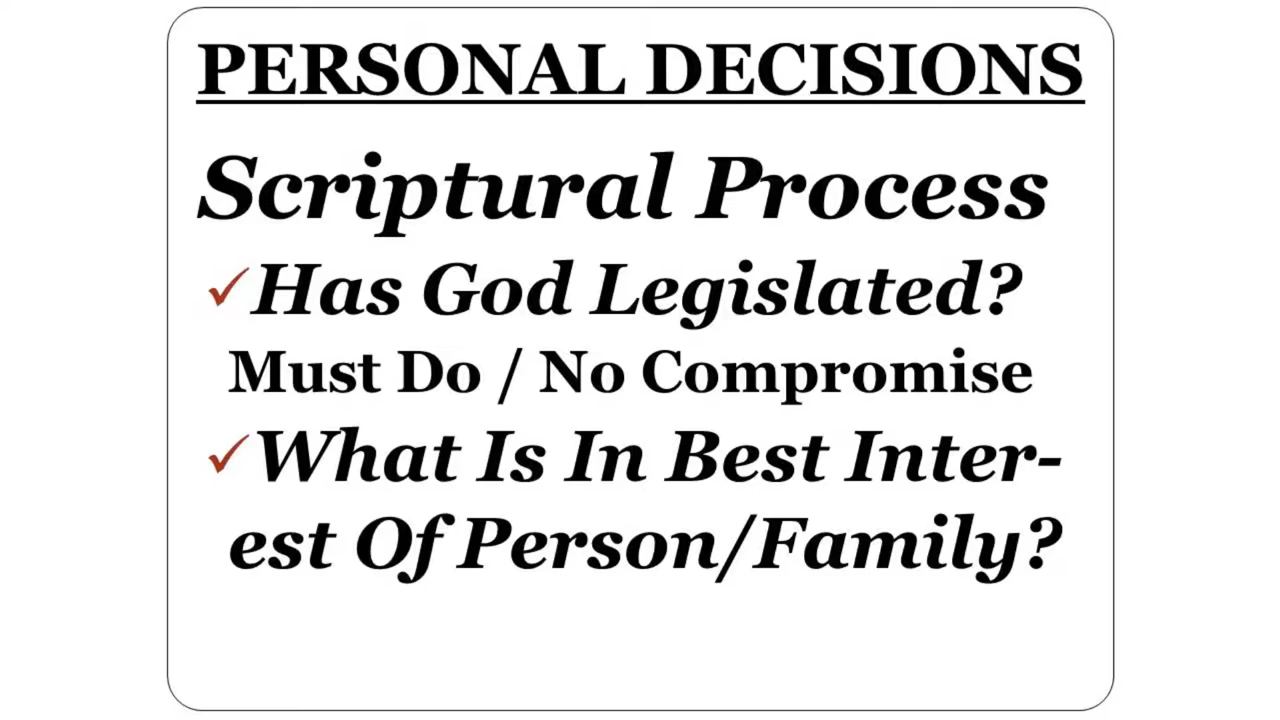 PERSONAL DECISIONS
Scriptural Process
✓Has God Legislated?
Must Do / No Compromise
✓What Is In Best Inter-
est Of Person/Family?